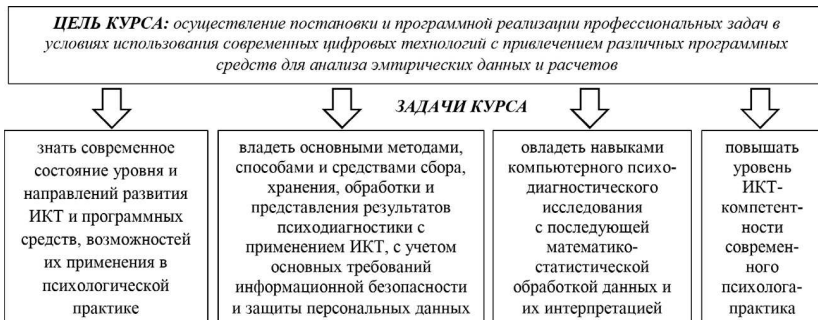 ЦЕЛЬ КУРСА: осуществление постановки и программной реализации профессиональных задач в
условиях использования современных цифровых технологий с привлечением различных программных
средств для анализа эмтирических данных и расчетов
ЗАДАЧИ КУРСА
знать современное
состояние уровня и
направлений развития
ИКТ и программных
средств, возможностей
их применения в
психологической
практике
владеть основными методами,
способами и средствами сбора,
хранения, обработки и
представления результатов
психодиагностики с
применением ИКТ, с учетом
основных требований
информационной безопасности
и защиты персональных данных
овладеть навыками
компьютерного психо-
диагностического
исследования
с последующей
математико-
статистической
обработкой данных и
их интерпретацией
повышать
уровень
ИКТ-
компетент-
ности
современ-
ного
психолога-
практика